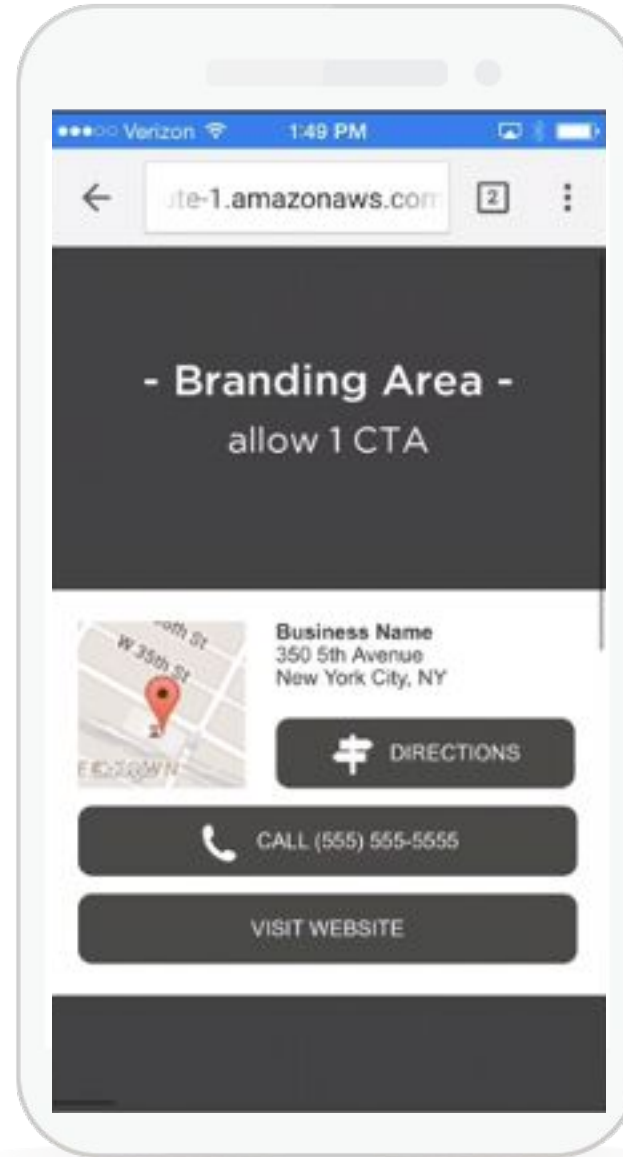 Verizon 1:49 PM
ute-1.amazonaws.com 2
- Branding Area -
allow 1 CTA
W 35th St
Business Name
350 5th Avenue
New York City, NY
DIRECTIONS
CALL (555) 555-5555
VISIT WEBSITE